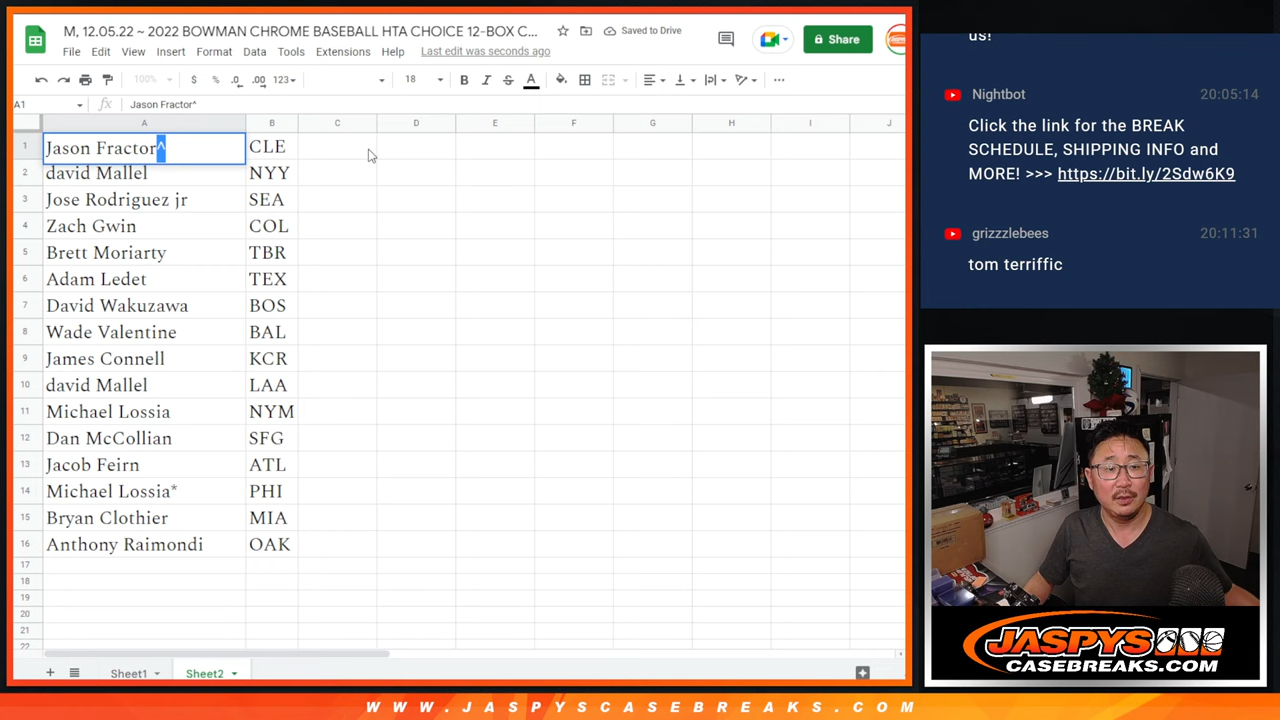 M, 12.05.22 ~ 2022 BOWMAN CHROME BASEBALL HTA CHOICE 12-BOX C...
Saved to Drive
File Edit View Insert Format Data Tools Extensions Help Last edit was seconds ago
Share
100% $ % .0 .00 123 18 B I S A
A1 fx Jason Fractor^
A B C D E F G H I J
1 Jason Fractor^ CLE
2 david Mallel NYY
3 Jose Rodriguez jr SEA
4 Zach Gwin COL
5 Brett Moriarty TBR
6 Adam Ledet TEX
7 David Wakuzawa BOS
8 Wade Valentine BAL
9 James Connell KCR
10 david Mallel LAA
11 Michael Lossia NYM
12 Dan McCollian SFG
13 Jacob Feirn ATL
14 Michael Lossia* PHI
15 Bryan Clothier MIA
16 Anthony Raimondi OAK
17
18
19
20
21
22
Sheet1 Sheet2
us!
Nightbot 20:05:14
Click the link for the BREAK
SCHEDULE, SHIPPING INFO and
MORE! >>> https://bit.ly/2Sdw6K9
grizzzlebees 20:11:31
tom terriffic
JASPYS
CASEBREAKS.COM
WWW.JASPYSCASEBREAKS.COM